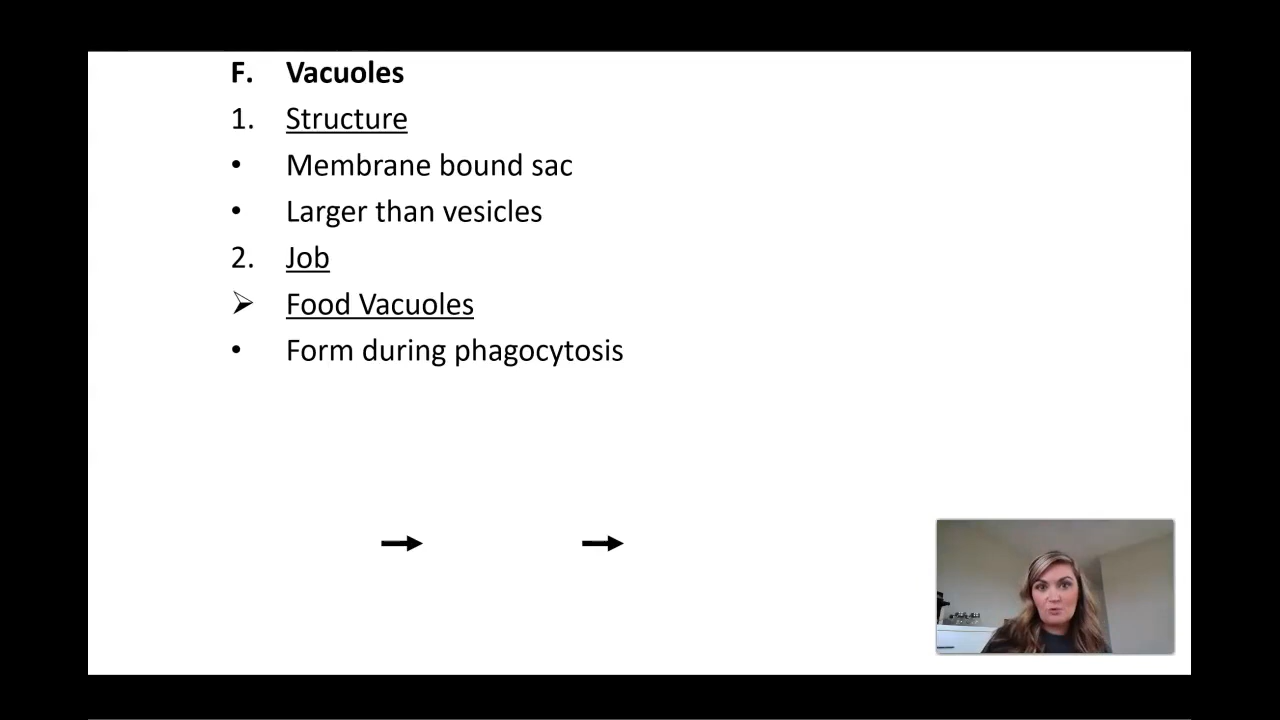 F. Vacuoles
1. Structure
• Membrane bound sac
• Larger than vesicles
2. Job
➢ Food Vacuoles
• Form during phagocytosis